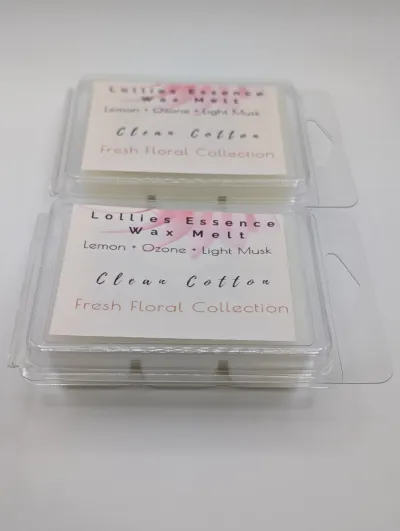 Lollies Essence
Wax Melt
Lemon • Ozone • Light Musk
Clean Cotton
Fresh Floral Collection
Lollies Essence
Wax Melt
Lemon • Ozone • Light Musk
Clean Cotton
Fresh Floral Collection